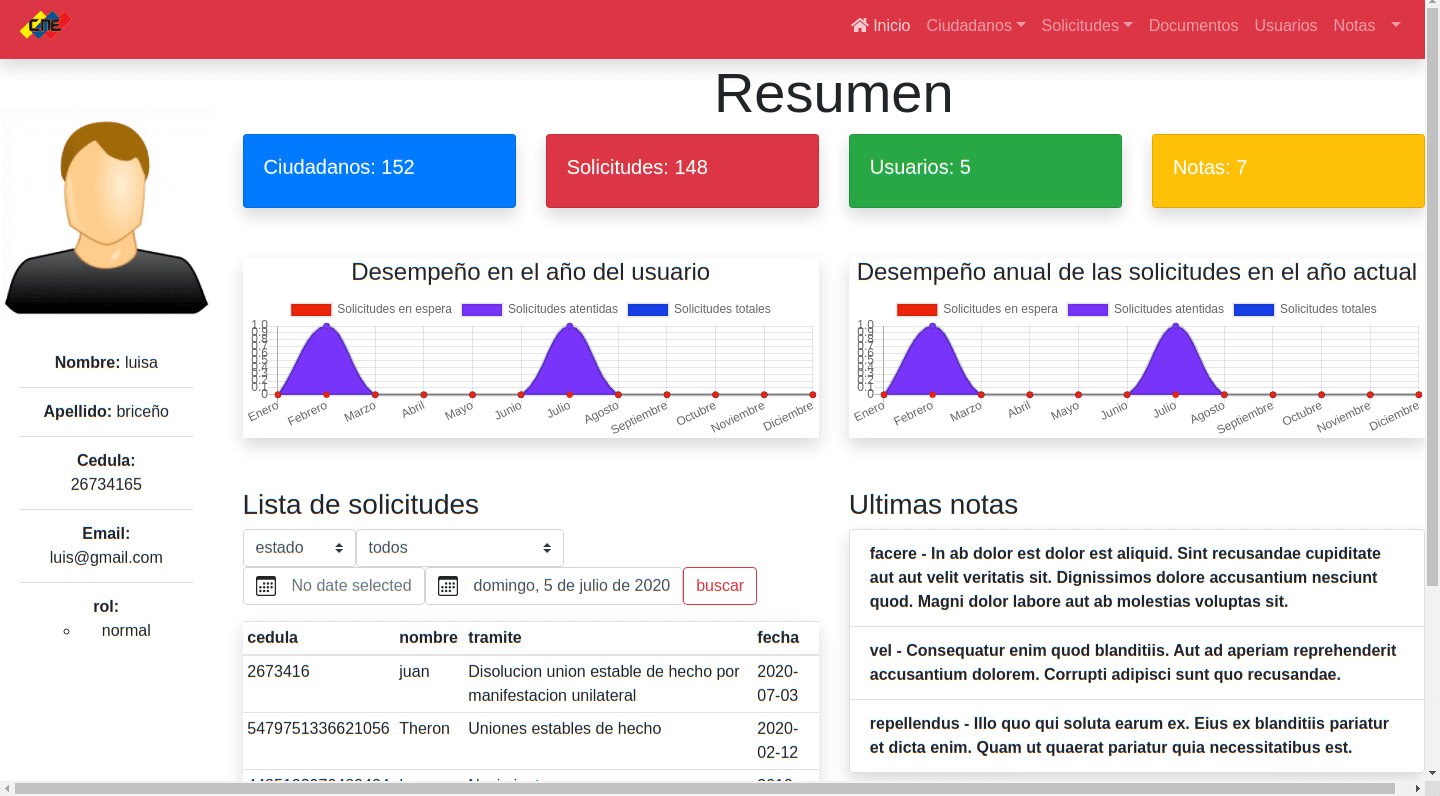 CNE
Inicio Ciudadanos Solicitudes Documentos Usuarios Notas
Resumen
Ciudadanos: 152
Solicitudes: 148
Usuarios: 5
Notas: 7
Nombre: luisa
Apellido: briceño
Cedula:
26734165
Email:
luis@gmail.com
rol:
normal
Desempeño en el año del usuario
Solicitudes en espera Solicitudes atentidas Solicitudes totales
1.0
0.9
0.8
0.7
0.6
0.5
0.4
0.3
0.2
0.1
0
Enero Febrero Marzo Abril Mayo Junio Julio Agosto Septiembre Octubre Noviembre Diciembre
Desempeño anual de las solicitudes en el año actual
Solicitudes en espera Solicitudes atentidas Solicitudes totales
1.0
0.9
0.8
0.7
0.6
0.5
0.4
0.3
0.2
0.1
0
Enero Febrero Marzo Abril Mayo Junio Julio Agosto Septiembre Octubre Noviembre Diciembre
Lista de solicitudes
estado todos
No date selected domingo, 5 de julio de 2020 buscar
cedula nombre tramite fecha
2673416 juan Disolucion union estable de hecho por 2020-
manifestacion unilateral 07-03
5479751336621056 Theron Uniones estables de hecho 2020-
02-12
Ultimas notas
facere - In ab dolor est dolor est aliquid. Sint recusandae cupiditate
aut aut velit veritatis sit. Dignissimos dolore accusantium nesciunt
quod. Magni dolor labore aut ab molestias voluptas sit.
vel - Consequatur enim quod blanditiis. Aut ad aperiam reprehenderit
accusantium dolorem. Corrupti adipisci sunt quo recusandae.
repellendus - Illo quo qui soluta earum ex. Eius ex blanditiis pariatur
et dicta enim. Quam ut quaerat pariatur quia necessitatibus est.